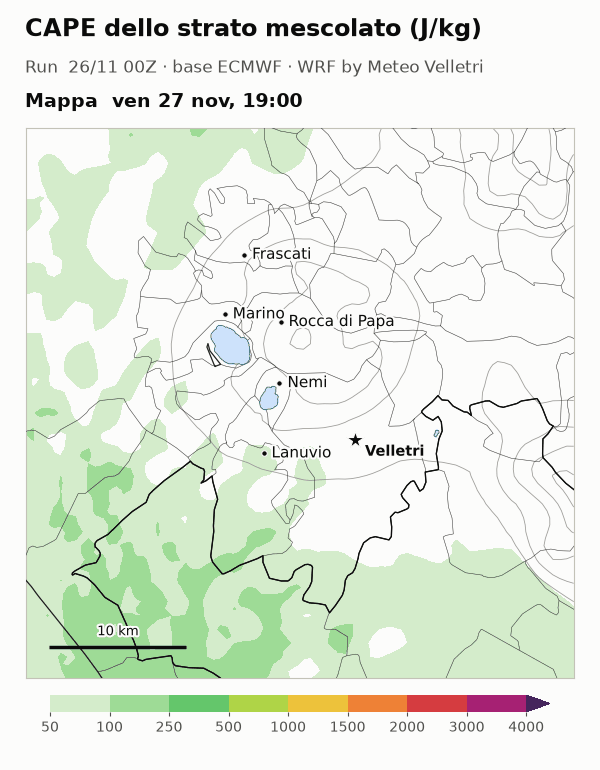 CAPE dello strato mescolato (J/kg)
Run  26/11 00Z · base ECMWF · WRF by Meteo Velletri
Mappa  ven 27 nov, 19:00
Frascati
Marino
Rocca di Papa
Nemi
Velletri
Lanuvio
10 km
50 100 250 500 1000 1500 2000 3000 4000